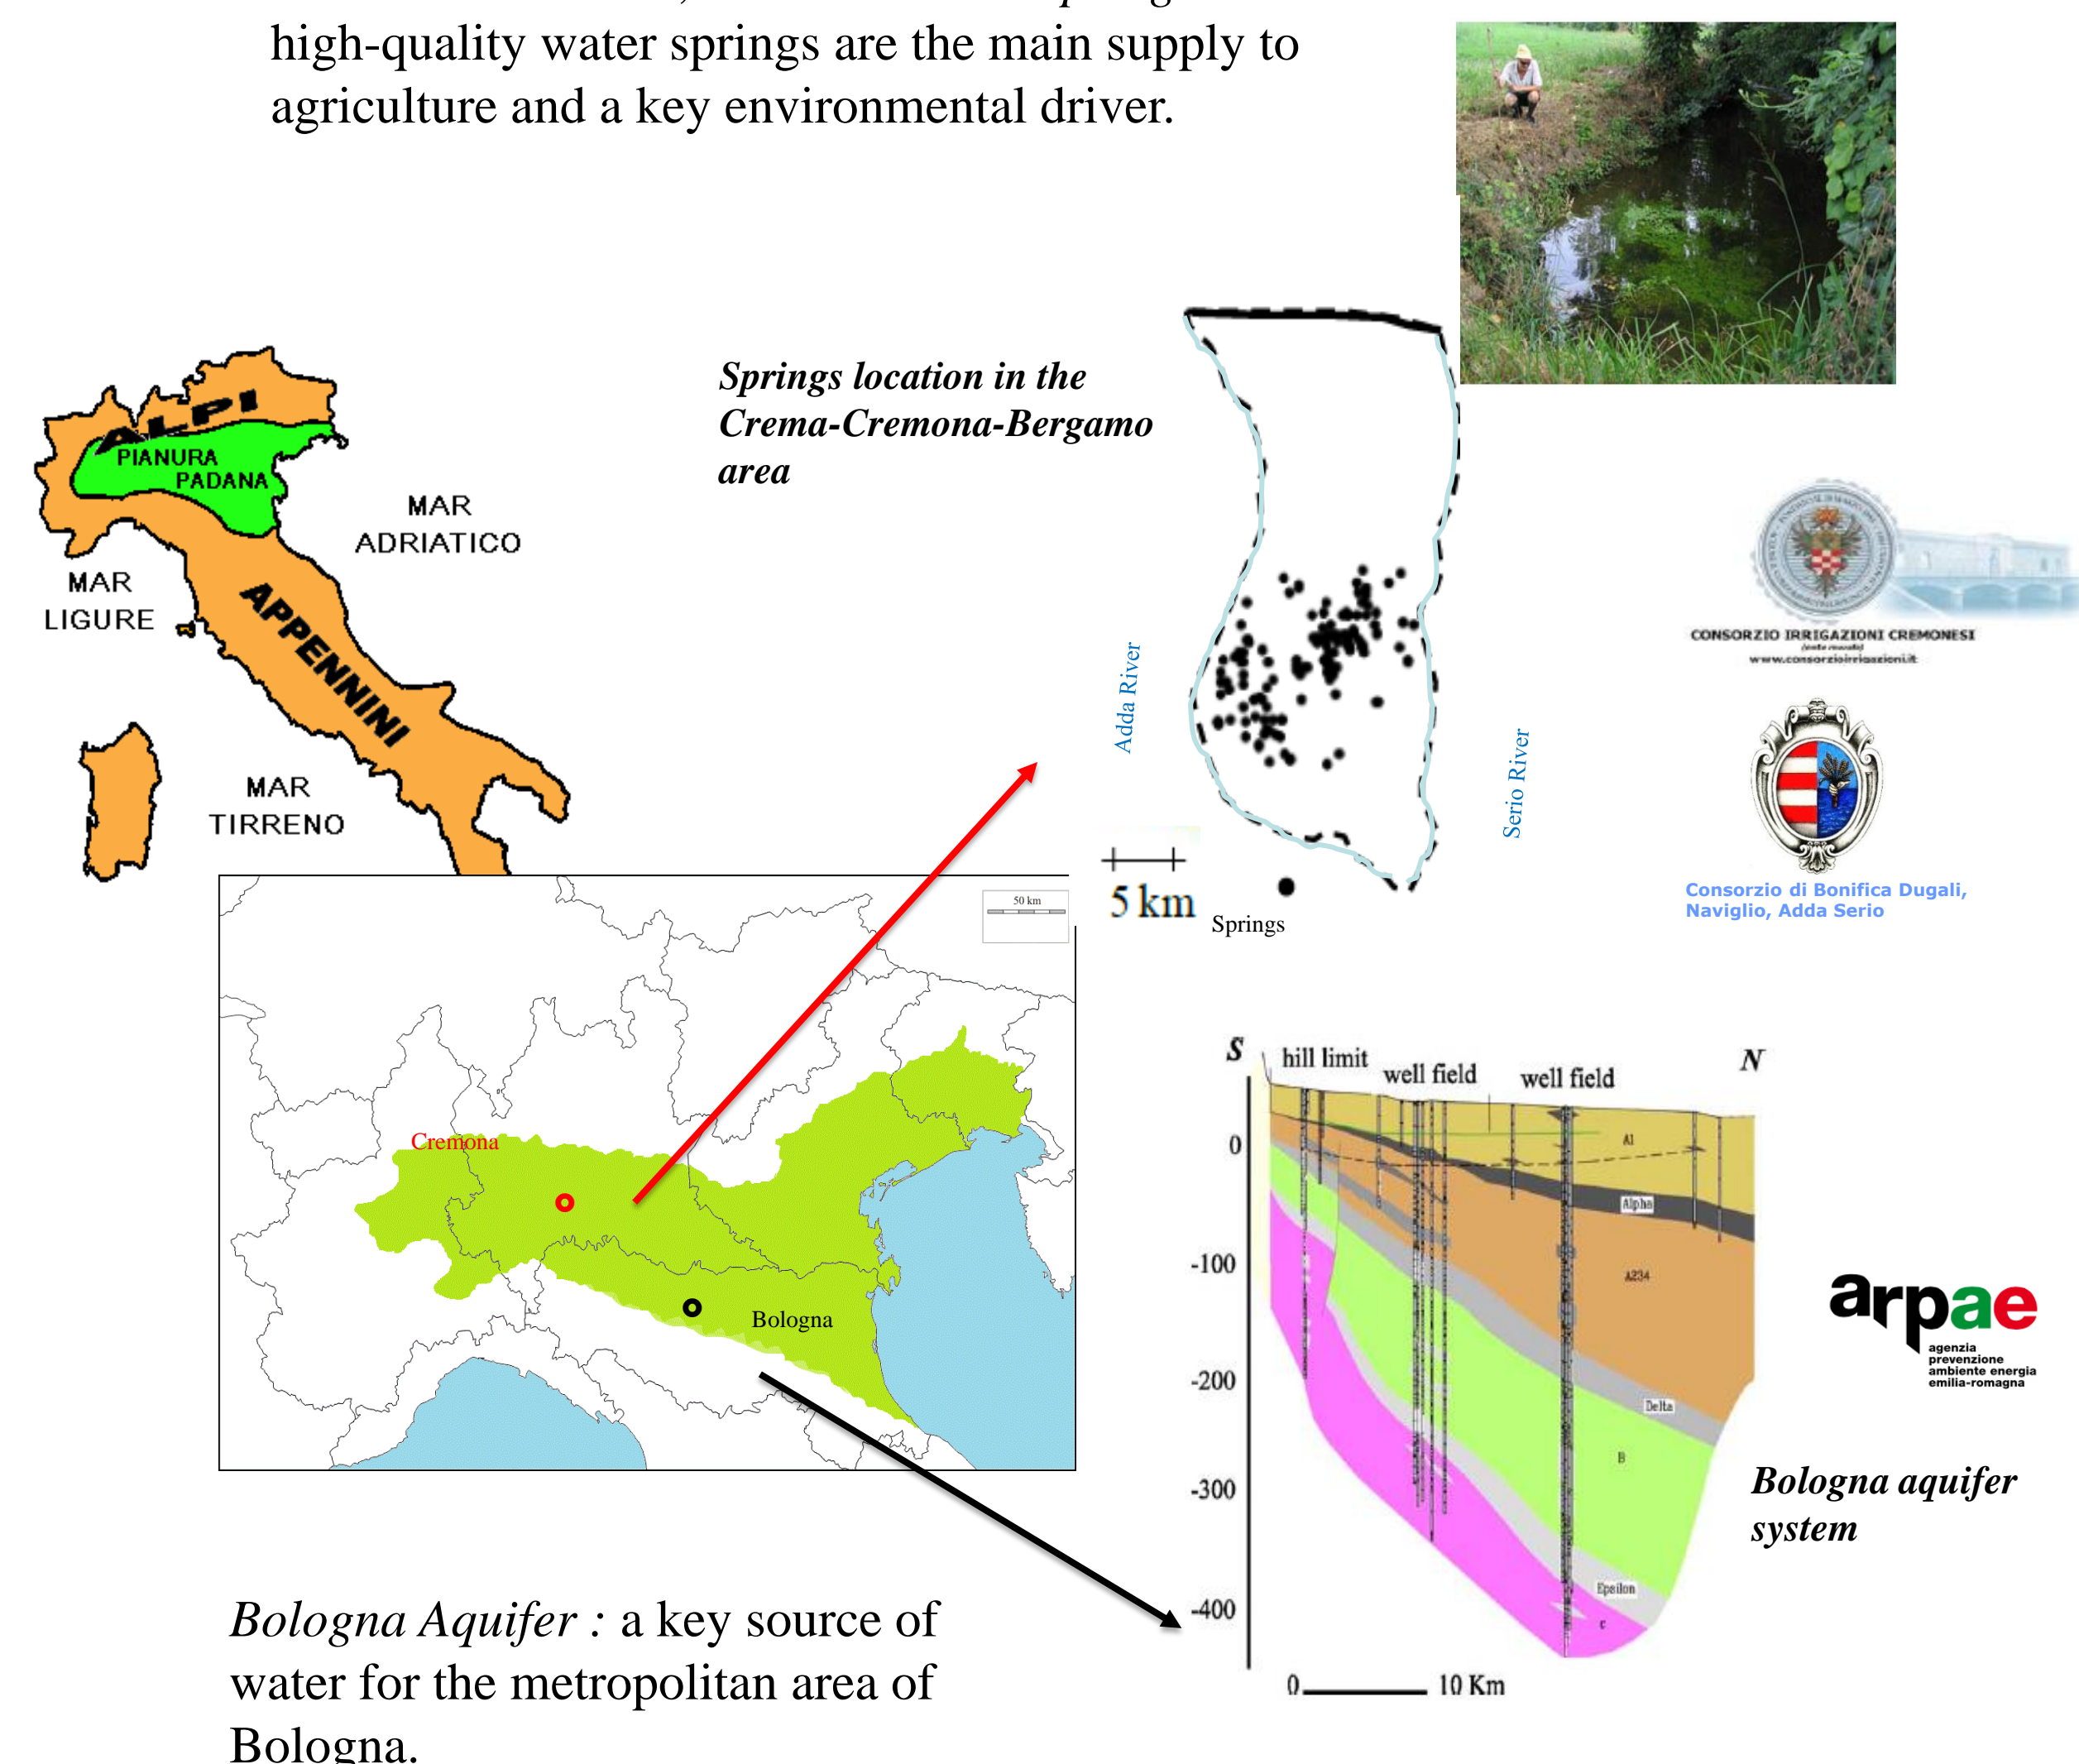 high-quality water springs are the main supply to
agriculture and a key environmental driver.
Springs location in the
Crema-Cremona-Bergamo
area
ALPI
PIANURA
PADANA
MAR
ADRIATICO
MAR
LIGURE
APPENNINI
MAR
TIRRENO
Adda River
Serio River
5 km
Springs
CONSORZIO IRRIGAZIONI CREMONESI
www.consorzioirrigazioni.it
Consorzio di Bonifica Dugali,
Naviglio, Adda Serio
50 km
Cremona
Bologna
S
hill limit
well field
well field
N
0
-100
-200
-300
-400
A1
Alpha
A234
Delta
B
Epsilon
C
0
10 Km
arpae
agenzia
prevenzione
ambiente energia
emilia-romagna
Bologna aquifer
system
Bologna Aquifer : a key source of
water for the metropolitan area of
Bologna.